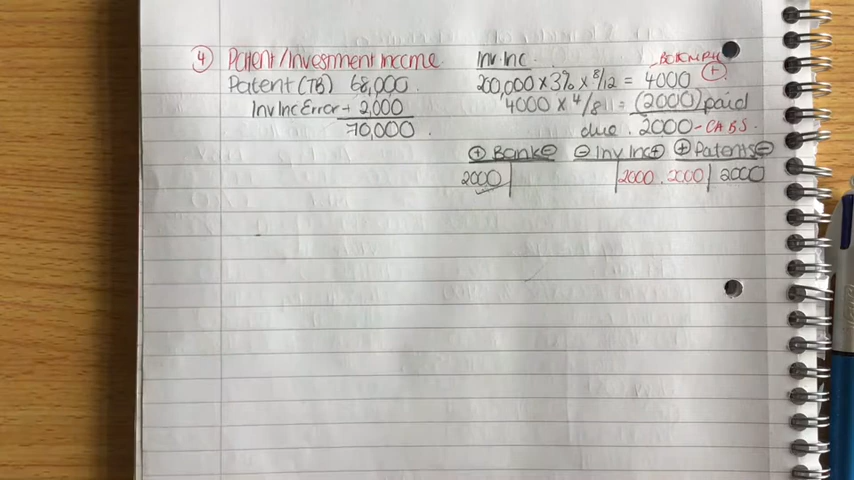 4 Patent/Investment Income
Patent (TB) 68,000
Inv Inc Error + 2,000
70,000
Inv. Inc.
200,000 x 3% x 8/12 = 4000 +
4000 x 4/8 = (2000) paid
due. 2000 - CABS.
+ Bank - - Inv Inc + + Patents -
2000 2000 2000 2000